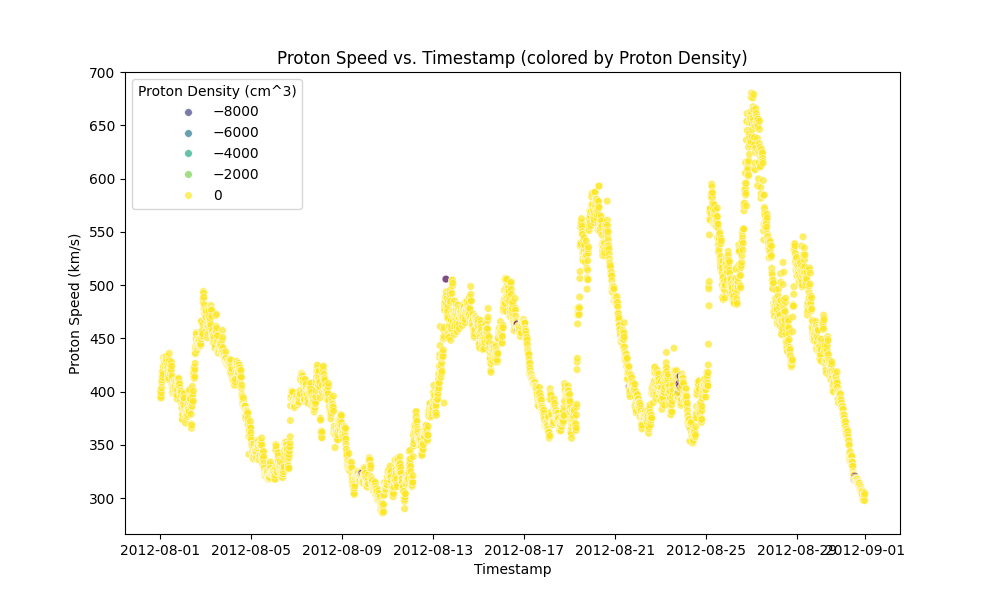 Proton Speed vs. Timestamp (colored by Proton Density)
Proton Density (cm^3)
−8000
−6000
−4000
−2000
0
700
650
600
550
500
450
400
350
300
Proton Speed (km/s)
2012-08-01 2012-08-05 2012-08-09 2012-08-13 2012-08-17 2012-08-21 2012-08-25 2012-08-29 2012-09-01
Timestamp